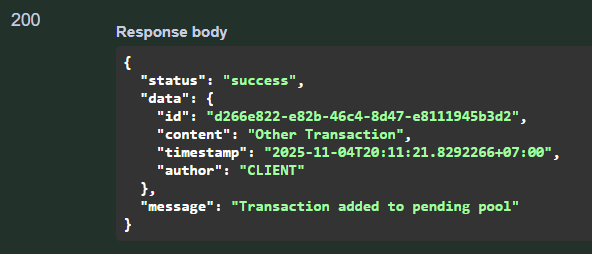 200
Response body
{
  "status": "success",
  "data": {
    "id": "d266e822-e82b-46c4-8d47-e8111945b3d2",
    "content": "Other Transaction",
    "timestamp": "2025-11-04T20:11:21.8292266+07:00",
    "author": "CLIENT"
  },
  "message": "Transaction added to pending pool"
}